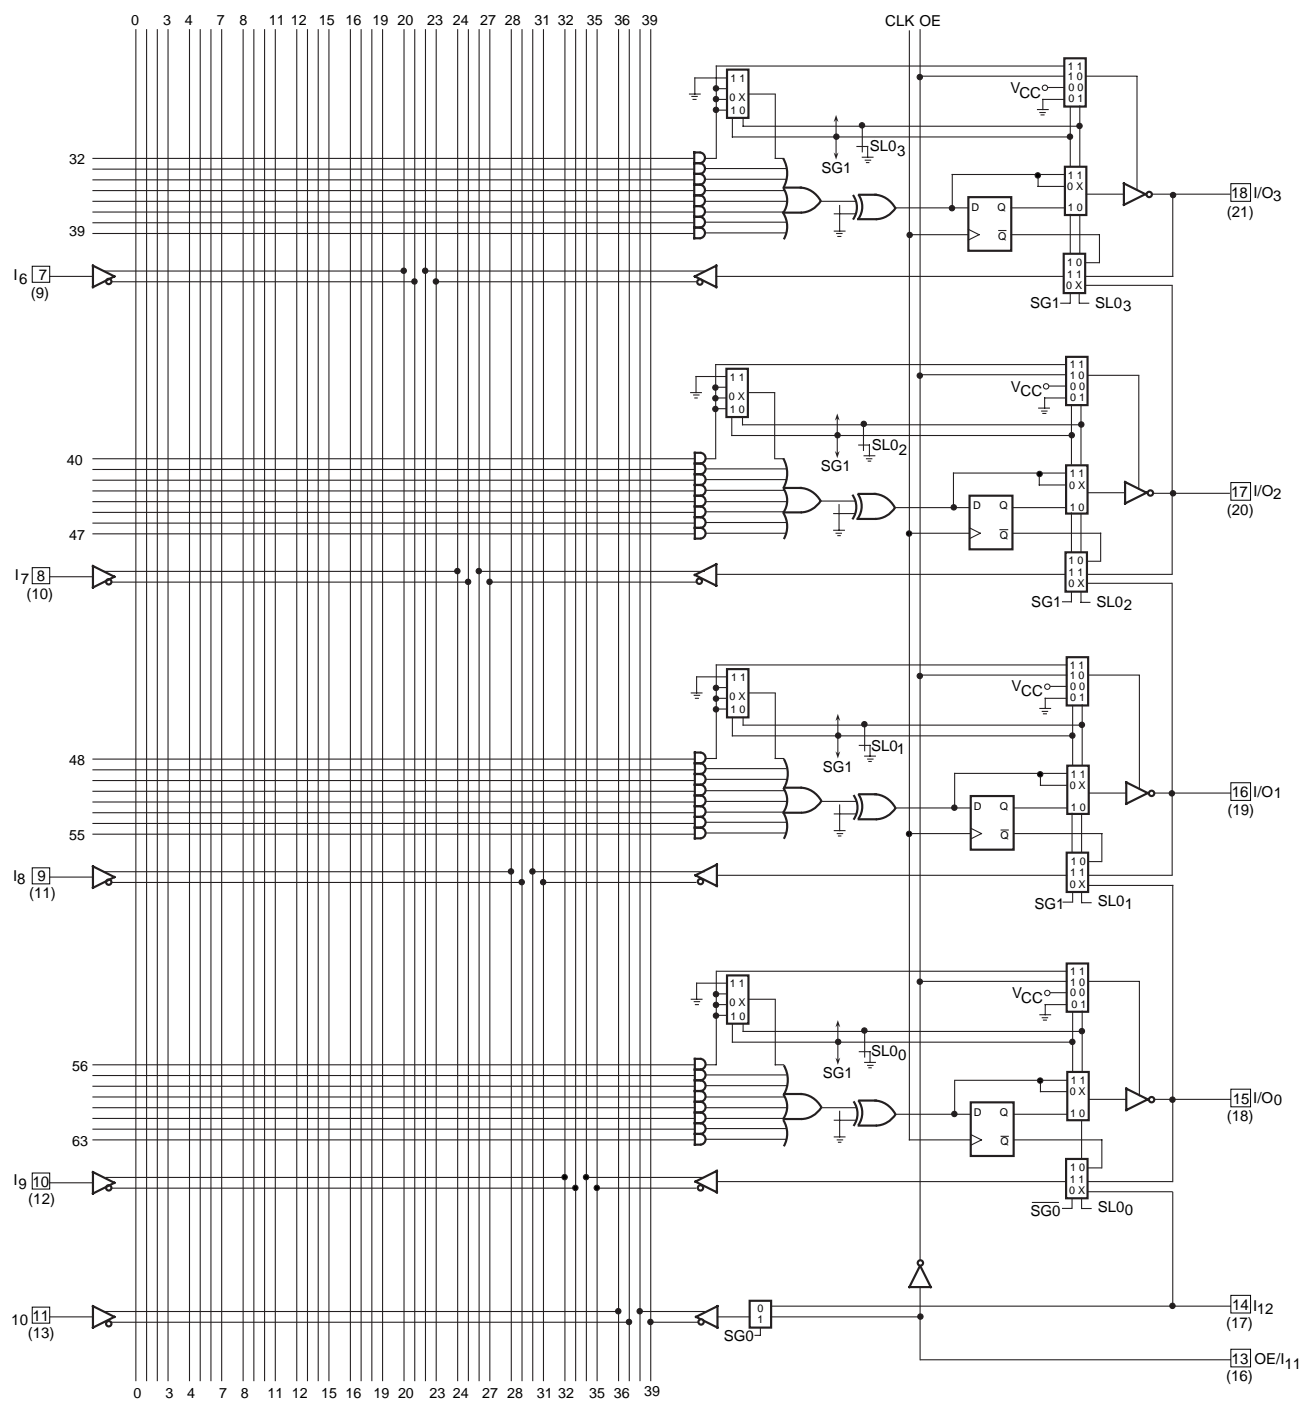 0 3 4 7 8 11 12 15 16 19 20 23 24 27 28 31 32 35 36 39 CLK OE
1 1
1 1
1 0
VCC
0 0
0 X
0 1
1 0
SL03
SG1
32
1 1
0 X
18 I/O3
D Q
1 0
(21)
39
Q
1 0
I6 7
1 1
(9)
0 X
SG1 SL03
1 1
1 1
1 0
VCC
0 0
0 X
0 1
1 0
SL02
SG1
40
1 1
0 X
17 I/O2
D Q
1 0
(20)
47
Q
1 0
I7 8
1 1
(10)
0 X
SG1 SL02
1 1
1 1
1 0
VCC
0 0
0 X
0 1
1 0
SL01
SG1
48
1 1
0 X
16 I/O1
D Q
1 0
(19)
55
Q
1 0
I8 9
1 1
(11)
0 X
SG1 SL01
1 1
1 1
1 0
VCC
0 0
0 X
0 1
1 0
SL00
SG1
56
1 1
0 X
15 I/O0
D Q
1 0
(18)
63
Q
1 0
I9 10
1 1
(12)
0 X
SG0 SL00
0
14 I12
10 11
1
(17)
(13)
SG0
13 OE/I11
(16)
0 3 4 7 8 11 12 15 16 19 20 23 24 27 28 31 32 35 36 39